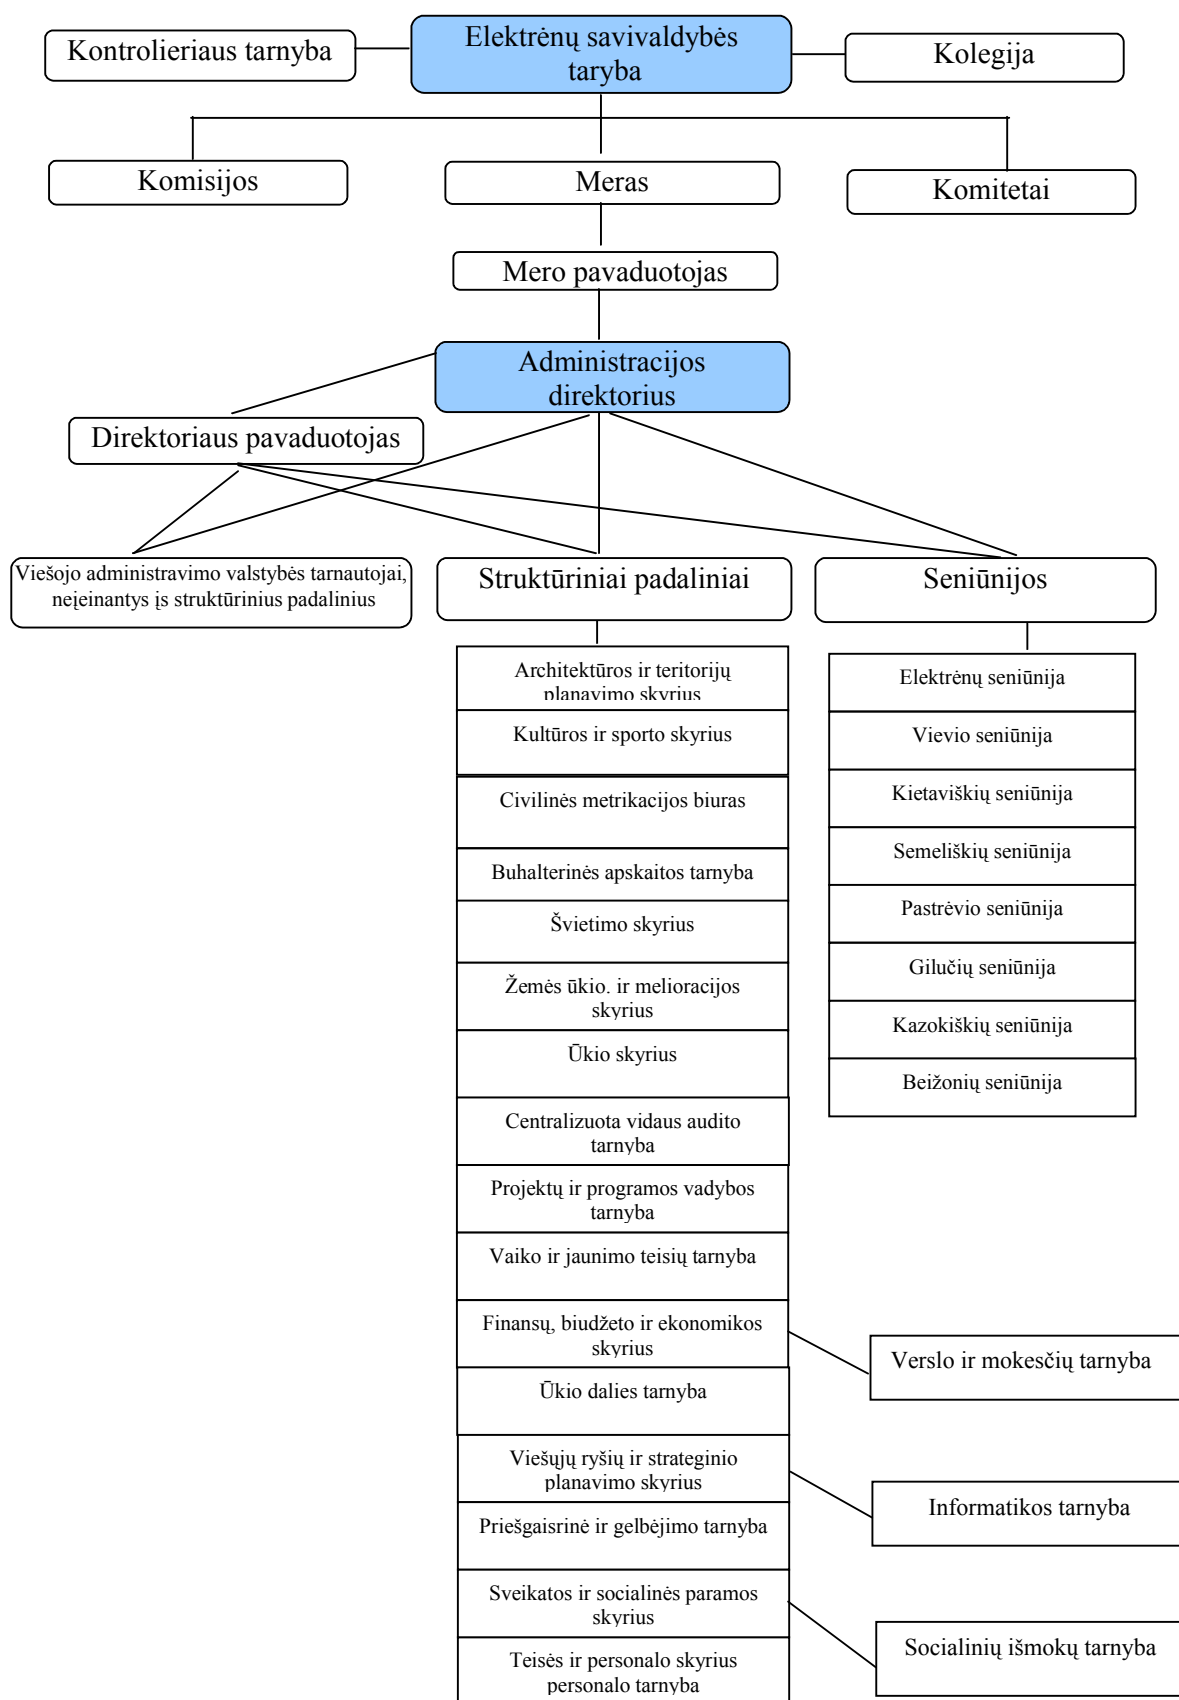 Kontrolieriaus tarnyba
Elektrėnų savivaldybės
taryba
Kolegija
Komisijos
Meras
Komitetai
Mero pavaduotojas
Administracijos
direktorius
Direktoriaus pavaduotojas
Viešojo administravimo valstybės tarnautojai,
neįeinantys įs struktūrinius padalinius
Struktūriniai padaliniai
Seniūnijos
Architektūros ir teritorijų
planavimo skyrius
Kultūros ir sporto skyrius
Civilinės metrikacijos biuras
Buhalterinės apskaitos tarnyba
Švietimo skyrius
Žemės ūkio. ir melioracijos
skyrius
Ūkio skyrius
Centralizuota vidaus audito
tarnyba
Projektų ir programos vadybos
tarnyba
Vaiko ir jaunimo teisių tarnyba
Finansų, biudžeto ir ekonomikos
skyrius
Ūkio dalies tarnyba
Viešųjų ryšių ir strateginio
planavimo skyrius
Priešgaisrinė ir gelbėjimo tarnyba
Sveikatos ir socialinės paramos
skyrius
Teisės ir personalo skyrius
personalo tarnyba
Elektrėnų seniūnija
Vievio seniūnija
Kietaviškių seniūnija
Semeliškių seniūnija
Pastrėvio seniūnija
Gilučių seniūnija
Kazokiškių seniūnija
Beižonių seniūnija
Verslo ir mokesčių tarnyba
Informatikos tarnyba
Socialinių išmokų tarnyba